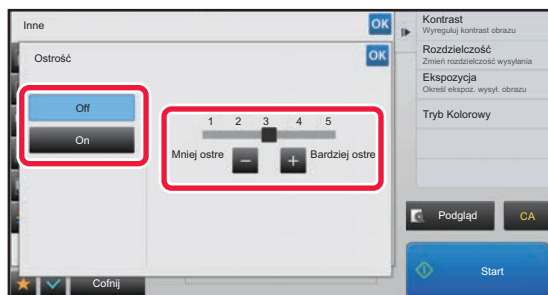 Inne
OK
Ostrość
OK
Off
On
1 2 3 4 5
Mniej ostre
Bardziej ostre
Cofnij
Kontrast
Wyreguluj kontrast obrazu
Rozdzielczość
Zmień rozdzielczość wysyłania
Ekspozycja
Określ ekspoz. wysył. obrazu
Tryb Kolorowy
Podgląd
CA
Start